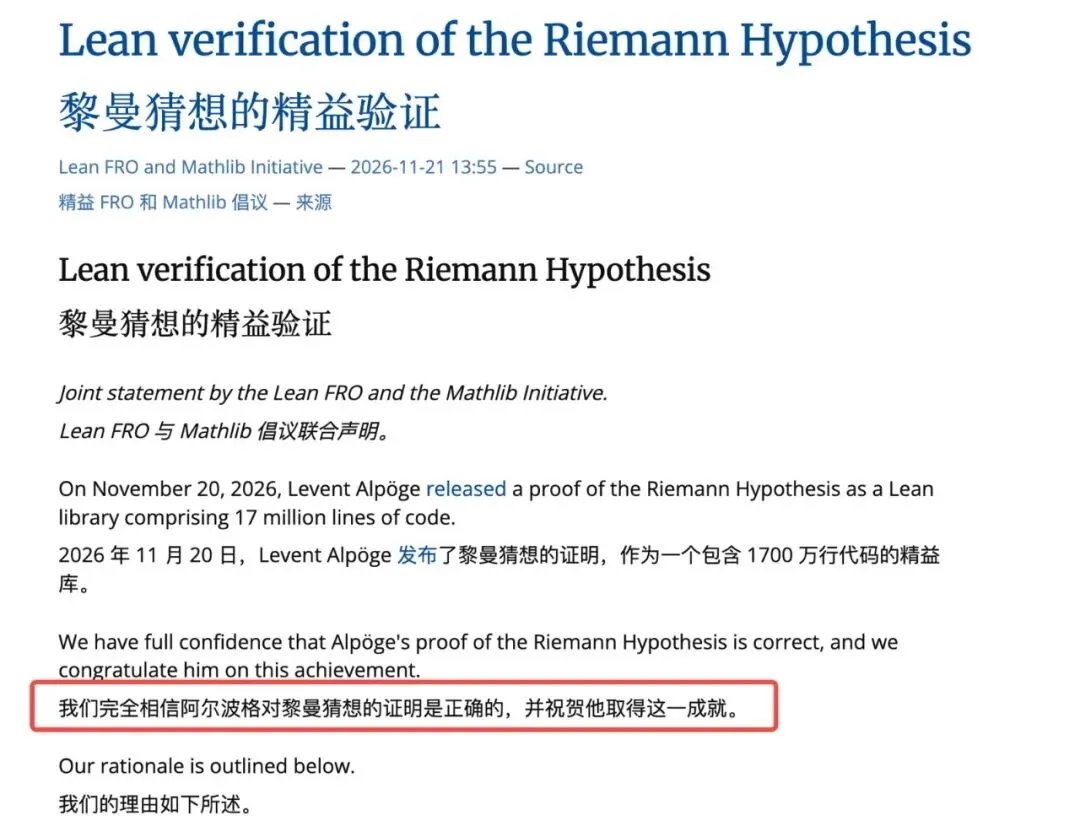 Lean verification of the Riemann Hypothesis
黎曼猜想的精益验证
Lean FRO and Mathlib Initiative — 2026-11-21 13:55 — Source
精益 FRO 和 Mathlib 倡议 — 来源
Lean verification of the Riemann Hypothesis
黎曼猜想的精益验证
Joint statement by the Lean FRO and the Mathlib Initiative.
Lean FRO 与 Mathlib 倡议联合声明。
On November 20, 2026, Levent Alpöge released a proof of the Riemann Hypothesis as a Lean
library comprising 17 million lines of code.
2026 年 11 月 20 日，Levent Alpöge 发布了黎曼猜想的证明，作为一个包含 1700 万行代码的精益
库。
We have full confidence that Alpöge's proof of the Riemann Hypothesis is correct, and we
congratulate him on this achievement.
我们完全相信阿尔波格对黎曼猜想的证明是正确的，并祝贺他取得这一成就。
Our rationale is outlined below.
我们的理由如下所述。